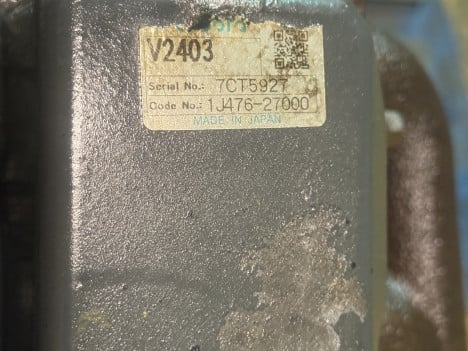 V2403
Serial No.: 7CT5927
Code No.: 1J476-27000
MADE IN JAPAN